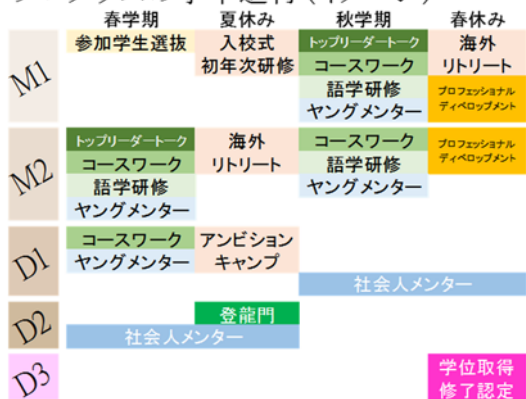 春学期 夏休み 秋学期 春休み
M1
参加学生選抜
入校式
初年次研修
トップリーダートーク
コースワーク
語学研修
ヤングメンター
海外
リトリート
プロフェッショナル
ディベロップメント
M2
トップリーダートーク
コースワーク
語学研修
ヤングメンター
海外
リトリート
コースワーク
語学研修
ヤングメンター
プロフェッショナル
ディベロップメント
D1
コースワーク
ヤングメンター
アンビション
キャンプ
社会人メンター
D2
登龍門
社会人メンター
D3
学位取得
修了認定